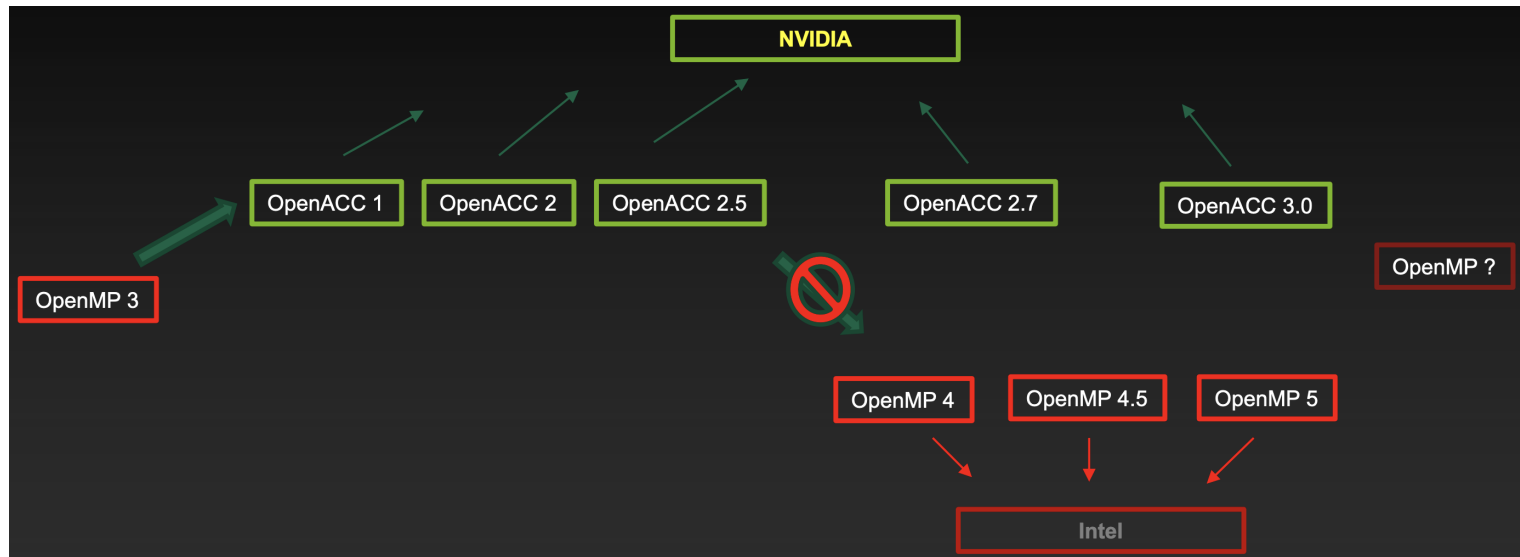 NVIDIA
OpenACC 1
OpenACC 2
OpenACC 2.5
OpenACC 2.7
OpenACC 3.0
OpenMP ?
OpenMP 3
OpenMP 4
OpenMP 4.5
OpenMP 5
Intel